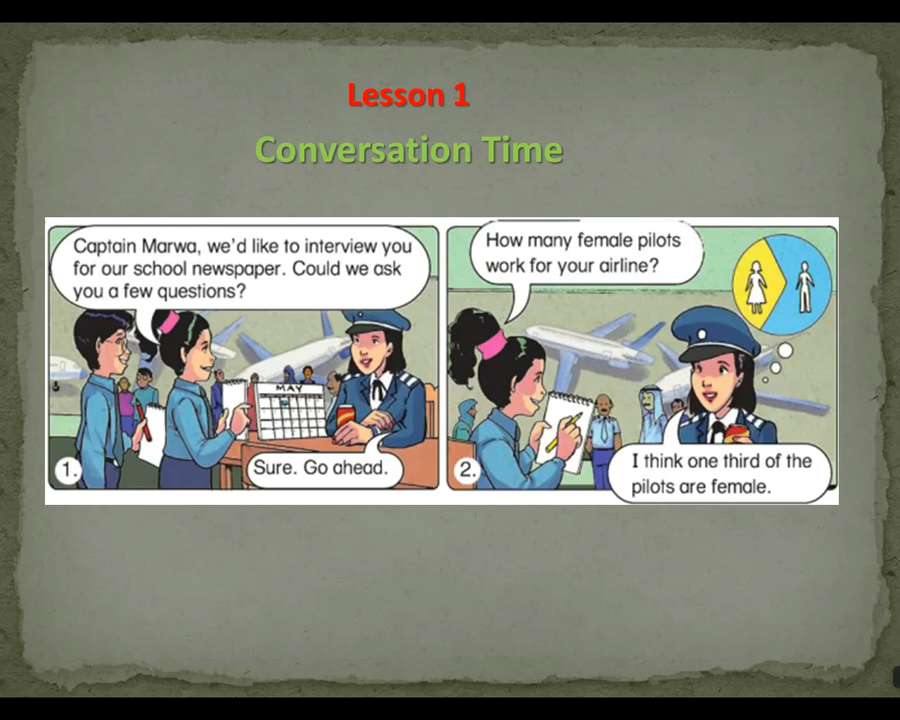 Lesson 1
Conversation Time
Captain Marwa, we'd like to interview you
for our school newspaper. Could we ask
you a few questions?
MAY
Sure. Go ahead.
1.
How many female pilots
work for your airline?
I think one third of the
pilots are female.
2.